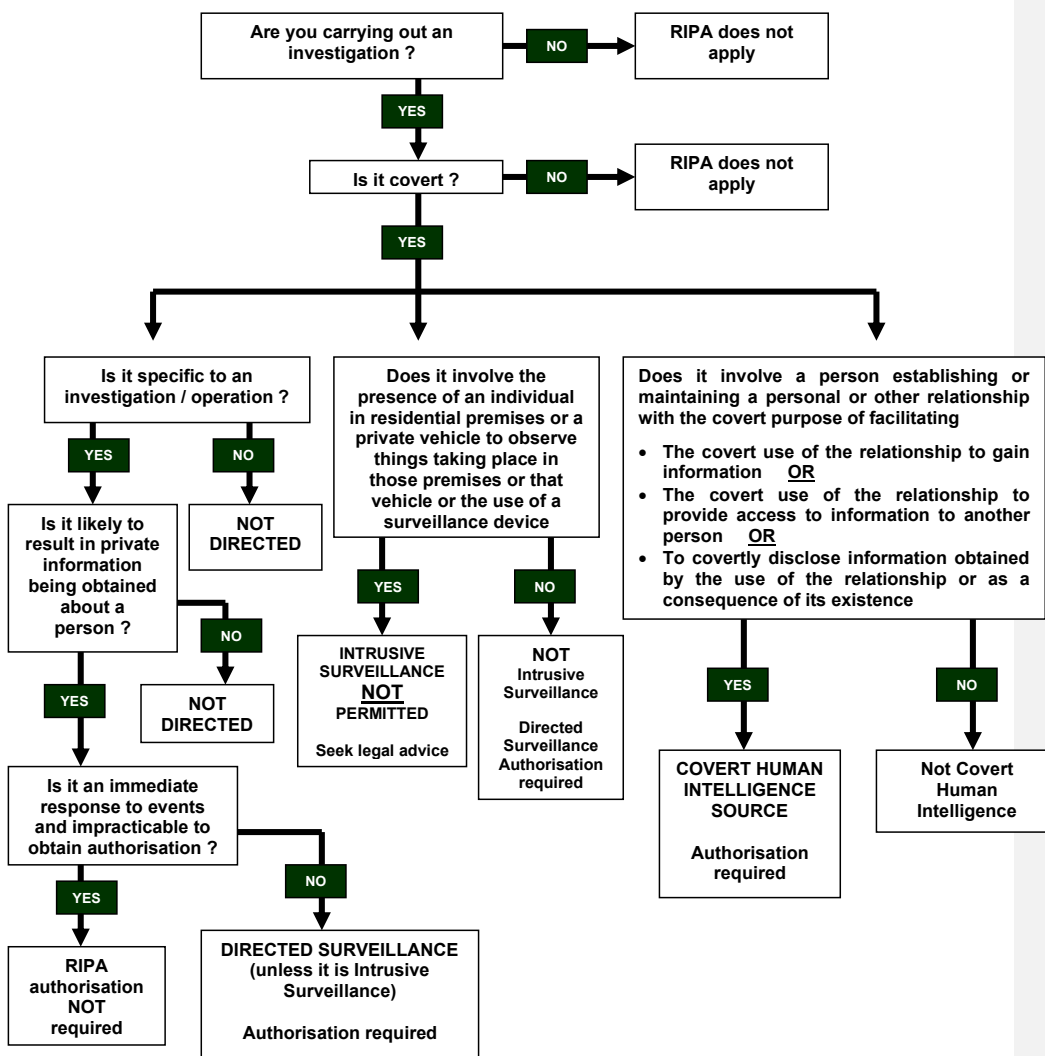 Are you carrying out an
investigation ?
NO
RIPA does not
apply
YES
Is it covert ?
NO
RIPA does not
apply
YES
Is it specific to an
investigation / operation ?
YES
NO
NOT
DIRECTED
Is it likely to
result in private
information
being obtained
about a
person ?
NO
NOT
DIRECTED
YES
Is it an immediate
response to events
and impracticable to
obtain authorisation ?
YES
NO
RIPA
authorisation
NOT
required
DIRECTED SURVEILLANCE
(unless it is Intrusive
Surveillance)
Authorisation required
Does it involve the
presence of an individual
in residential premises or a
private vehicle to observe
things taking place in
those premises or that
vehicle or the use of a
surveillance device
YES
NO
INTRUSIVE
SURVEILLANCE
NOT
PERMITTED
Seek legal advice
NOT
Intrusive
Surveillance
Directed
Surveillance
Authorisation
required
Does it involve a person establishing or
maintaining a personal or other relationship
with the covert purpose of facilitating
• The covert use of the relationship to gain
information OR
• The covert use of the relationship to
provide access to information to another
person OR
• To covertly disclose information obtained
by the use of the relationship or as a
consequence of its existence
YES
NO
COVERT HUMAN
INTELLIGENCE
SOURCE
Authorisation
required
Not Covert
Human
Intelligence